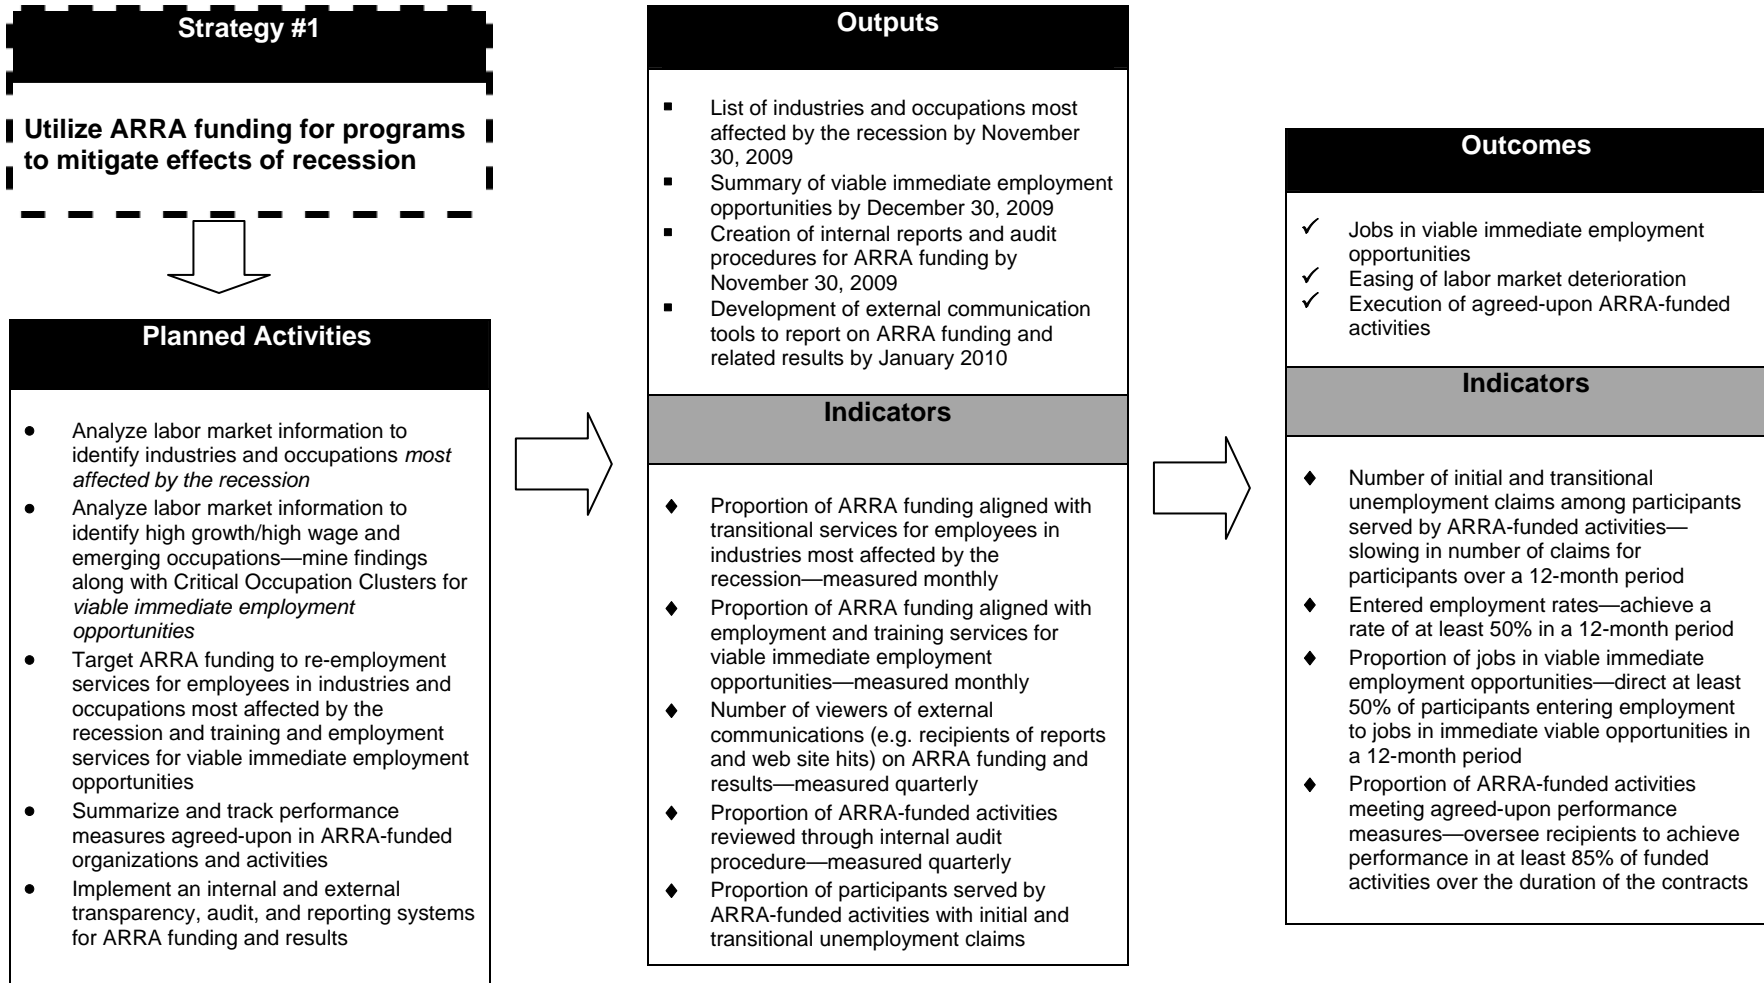 Strategy #1
Utilize ARRA funding for programs
to mitigate effects of recession
Planned Activities
● Analyze labor market information to
identify industries and occupations most
affected by the recession
● Analyze labor market information to
identify high growth/high wage and
emerging occupations—mine findings
along with Critical Occupation Clusters for
viable immediate employment
opportunities
● Target ARRA funding to re-employment
services for employees in industries and
occupations most affected by the
recession and training and employment
services for viable immediate employment
opportunities
● Summarize and track performance
measures agreed-upon in ARRA-funded
organizations and activities
● Implement an internal and external
transparency, audit, and reporting systems
for ARRA funding and results
Outputs
▪ List of industries and occupations most
affected by the recession by November
30, 2009
▪ Summary of viable immediate employment
opportunities by December 30, 2009
▪ Creation of internal reports and audit
procedures for ARRA funding by
November 30, 2009
▪ Development of external communication
tools to report on ARRA funding and
related results by January 2010
Indicators
♦ Proportion of ARRA funding aligned with
transitional services for employees in
industries most affected by the
recession—measured monthly
♦ Proportion of ARRA funding aligned with
employment and training services for
viable immediate employment
opportunities—measured monthly
♦ Number of viewers of external
communications (e.g. recipients of reports
and web site hits) on ARRA funding and
results—measured quarterly
♦ Proportion of ARRA-funded activities
reviewed through internal audit
procedure—measured quarterly
♦ Proportion of participants served by
ARRA-funded activities with initial and
transitional unemployment claims
Outcomes
✓ Jobs in viable immediate employment
opportunities
✓ Easing of labor market deterioration
✓ Execution of agreed-upon ARRA-funded
activities
Indicators
♦ Number of initial and transitional
unemployment claims among participants
served by ARRA-funded activities—
slowing in number of claims for
participants over a 12-month period
♦ Entered employment rates—achieve a
rate of at least 50% in a 12-month period
♦ Proportion of jobs in viable immediate
employment opportunities—direct at least
50% of participants entering employment
to jobs in immediate viable opportunities in
a 12-month period
♦ Proportion of ARRA-funded activities
meeting agreed-upon performance
measures—oversee recipients to achieve
performance in at least 85% of funded
activities over the duration of the contracts